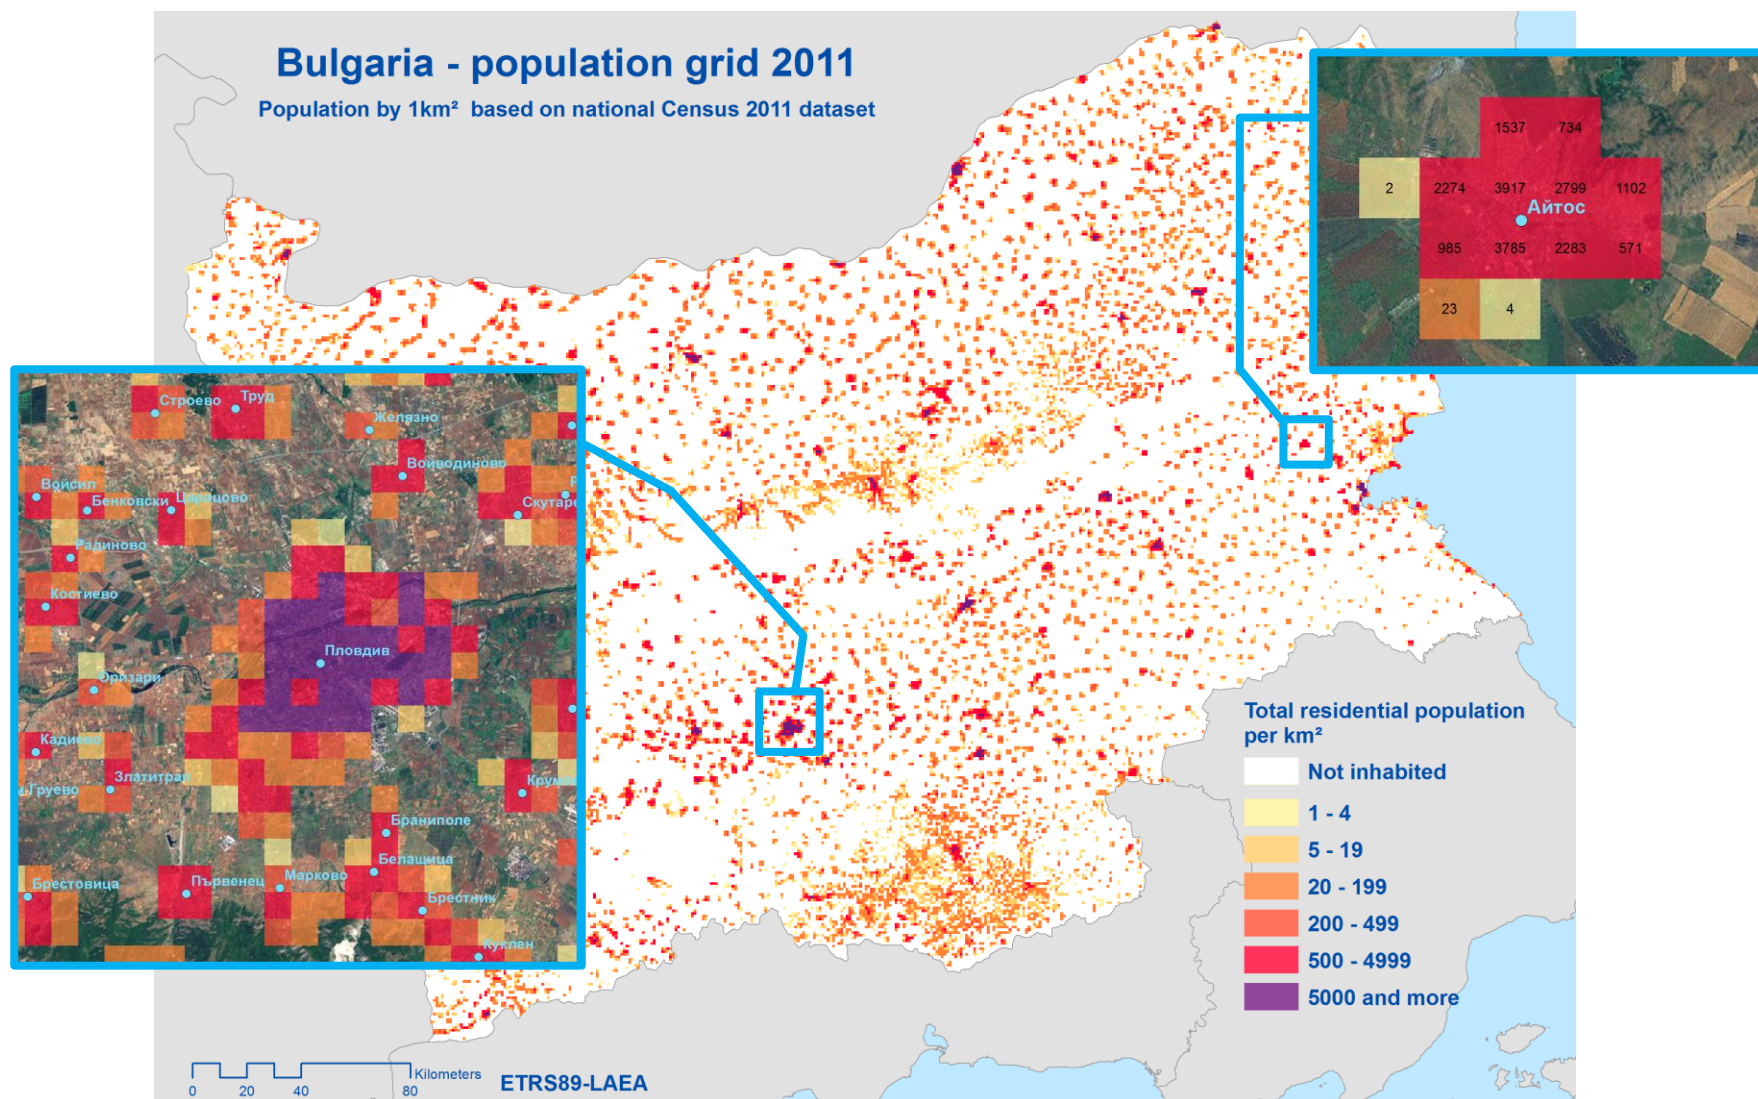 Bulgaria - population grid 2011
Population by 1km² based on national Census 2011 dataset
1537 734
2 2274 3917 2799 1102
Айтос
985 3785 2283 571
23 4
Строево Труд
Желязно
Войводиново
Войсил
Бенковски Царацово
Скутаре
Радиново
Костиево
Пловдив
Оризари
Кадиево
Златитрап
Груево
Крумо
Браниполе
Белащица
Брестовица Първенец Марково
Брестник
Куклен
Total residential population
per km²
Not inhabited
1 - 4
5 - 19
20 - 199
200 - 499
500 - 4999
5000 and more
Kilometers
0 20 40 80
ETRS89-LAEA